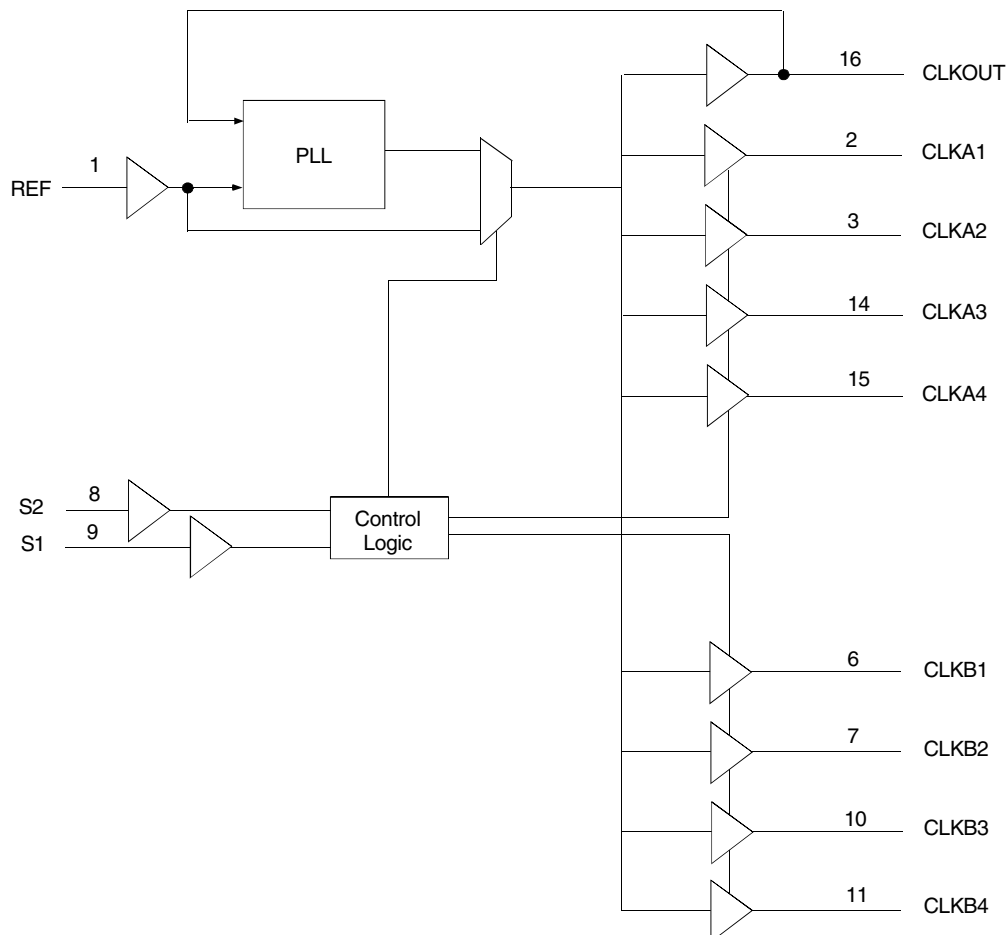 16 CLKOUT
PLL
1
REF
2 CLKA1
3 CLKA2
14 CLKA3
15 CLKA4
S2 8
S1 9
Control
Logic
6 CLKB1
7 CLKB2
10 CLKB3
11 CLKB4